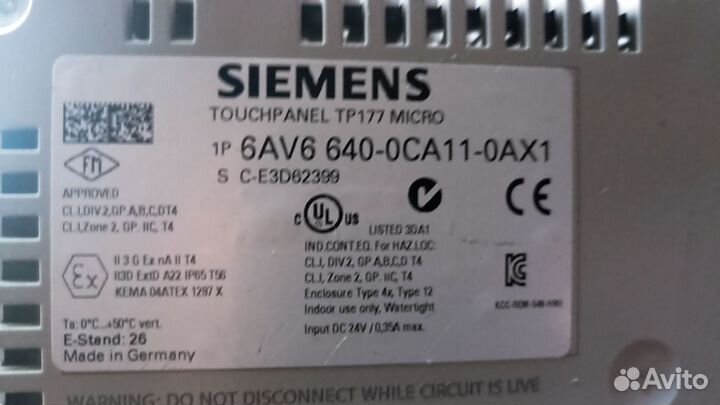 SIEMENS
TOUCHPANEL TP177 MICRO
1P 6AV6 640-0CA11-0AX1
S C-E3D62399
FM
APPROVED
CL.I,DIV.2,GP.A,B,C,DT4
CL.I,Zone 2, GP. IIC, T4
Ex
II 3 G Ex nA II T4
II3D ExtD A22 IP65 T56
KEMA 04ATEX 1297 X
Ta: 0°C...+50°C vert.
E-Stand: 26
Made in Germany
C UL US
LISTED 3DA1
IND.CONT.EQ. For HAZ.LOC:
CL.I, DIV.2, GP A,B,C,D T4
CL.I, Zone 2, GP. IIC, T4
Enclosure Type 4x, Type 12
Indoor use only, Watertight
Input DC 24V / 0,35A max.
CE
WARNING: DO NOT DISCONNECT WHILE CIRCUIT IS LIVE
Avito